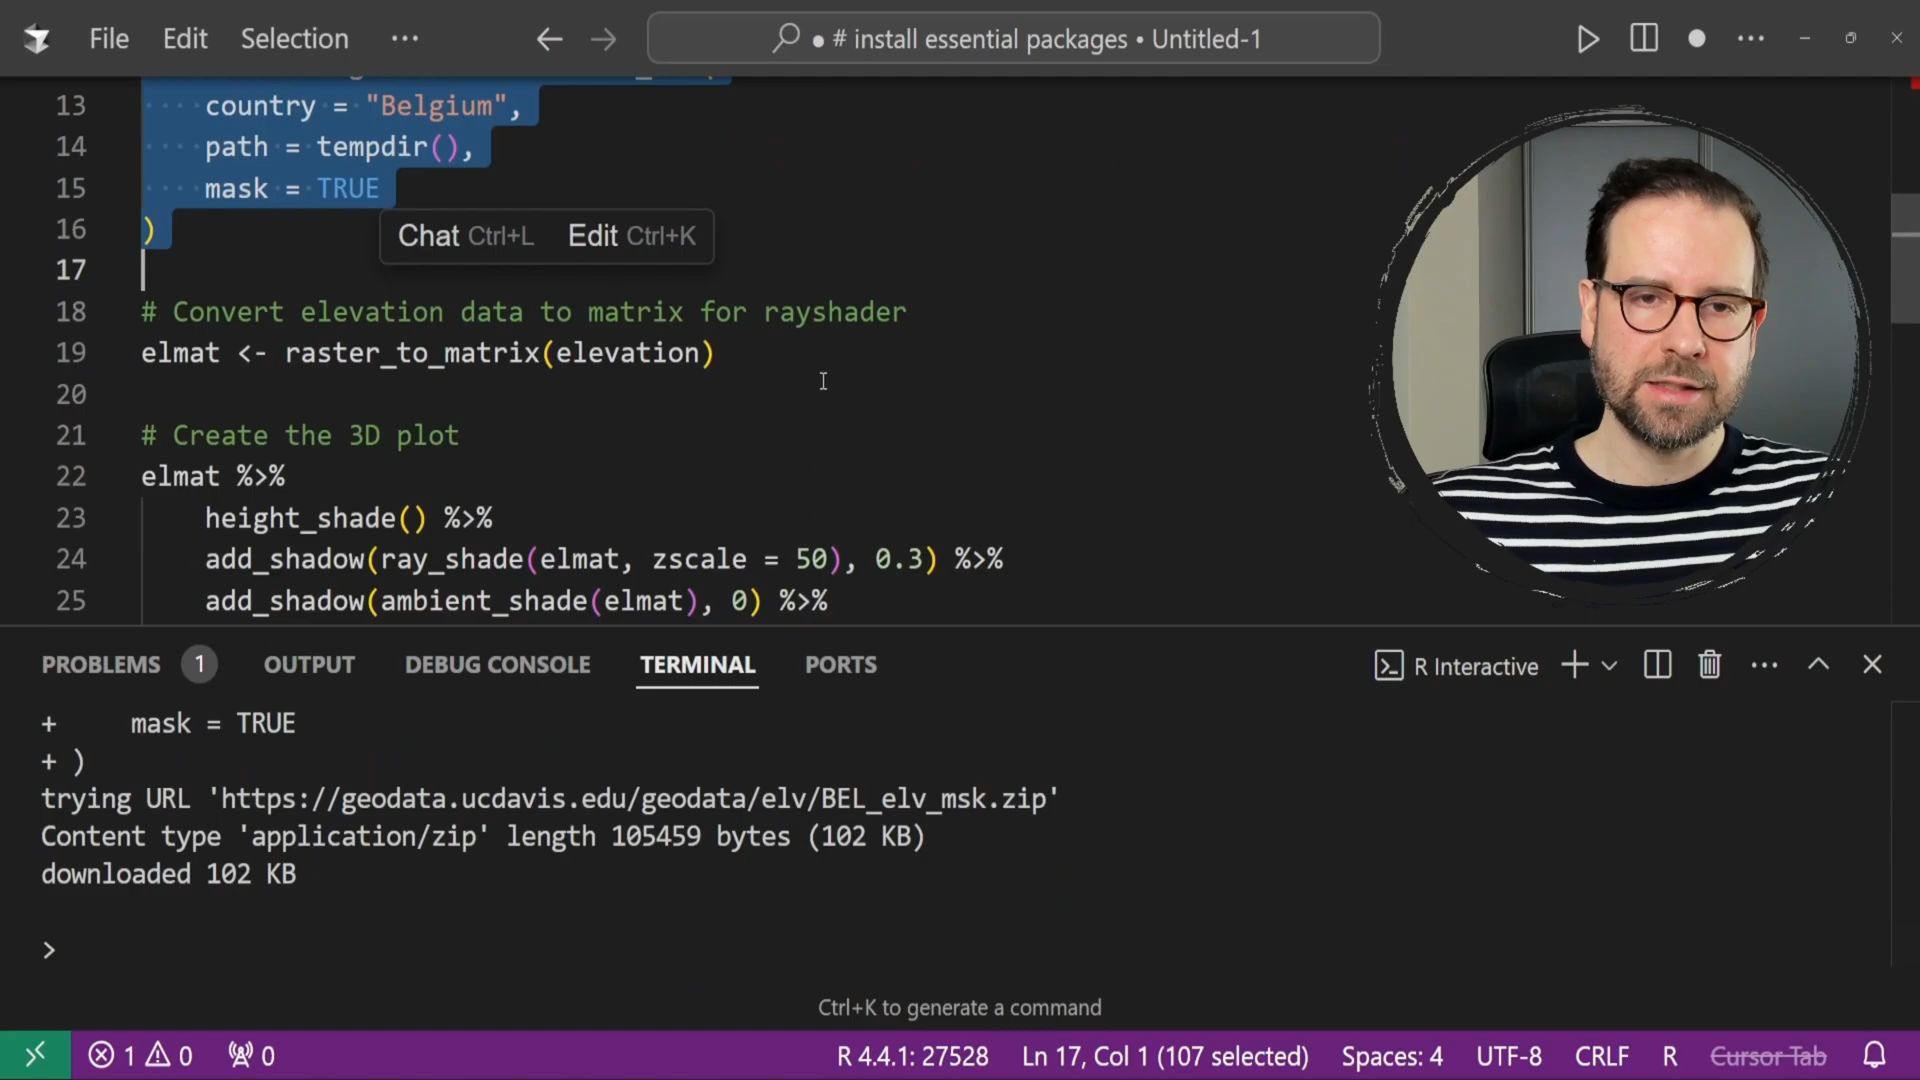 File Edit Selection ··· ● # install essential packages • Untitled-1
13 country = "Belgium",
14 path = tempdir(),
15 mask = TRUE
16 )
Chat Ctrl+L Edit Ctrl+K
17
18 # Convert elevation data to matrix for rayshader
19 elmat <- raster_to_matrix(elevation)
20
21 # Create the 3D plot
22 elmat %>%
23 height_shade() %>%
24 add_shadow(ray_shade(elmat, zscale = 50), 0.3) %>%
25 add_shadow(ambient_shade(elmat), 0) %>%
PROBLEMS 1 OUTPUT DEBUG CONSOLE TERMINAL PORTS R Interactive
+ mask = TRUE
+ )
trying URL 'https://geodata.ucdavis.edu/geodata/elv/BEL_elv_msk.zip'
Content type 'application/zip' length 105459 bytes (102 KB)
downloaded 102 KB
>
Ctrl+K to generate a command
1 0 0 R 4.4.1: 27528 Ln 17, Col 1 (107 selected) Spaces: 4 UTF-8 CRLF R Cursor Tab